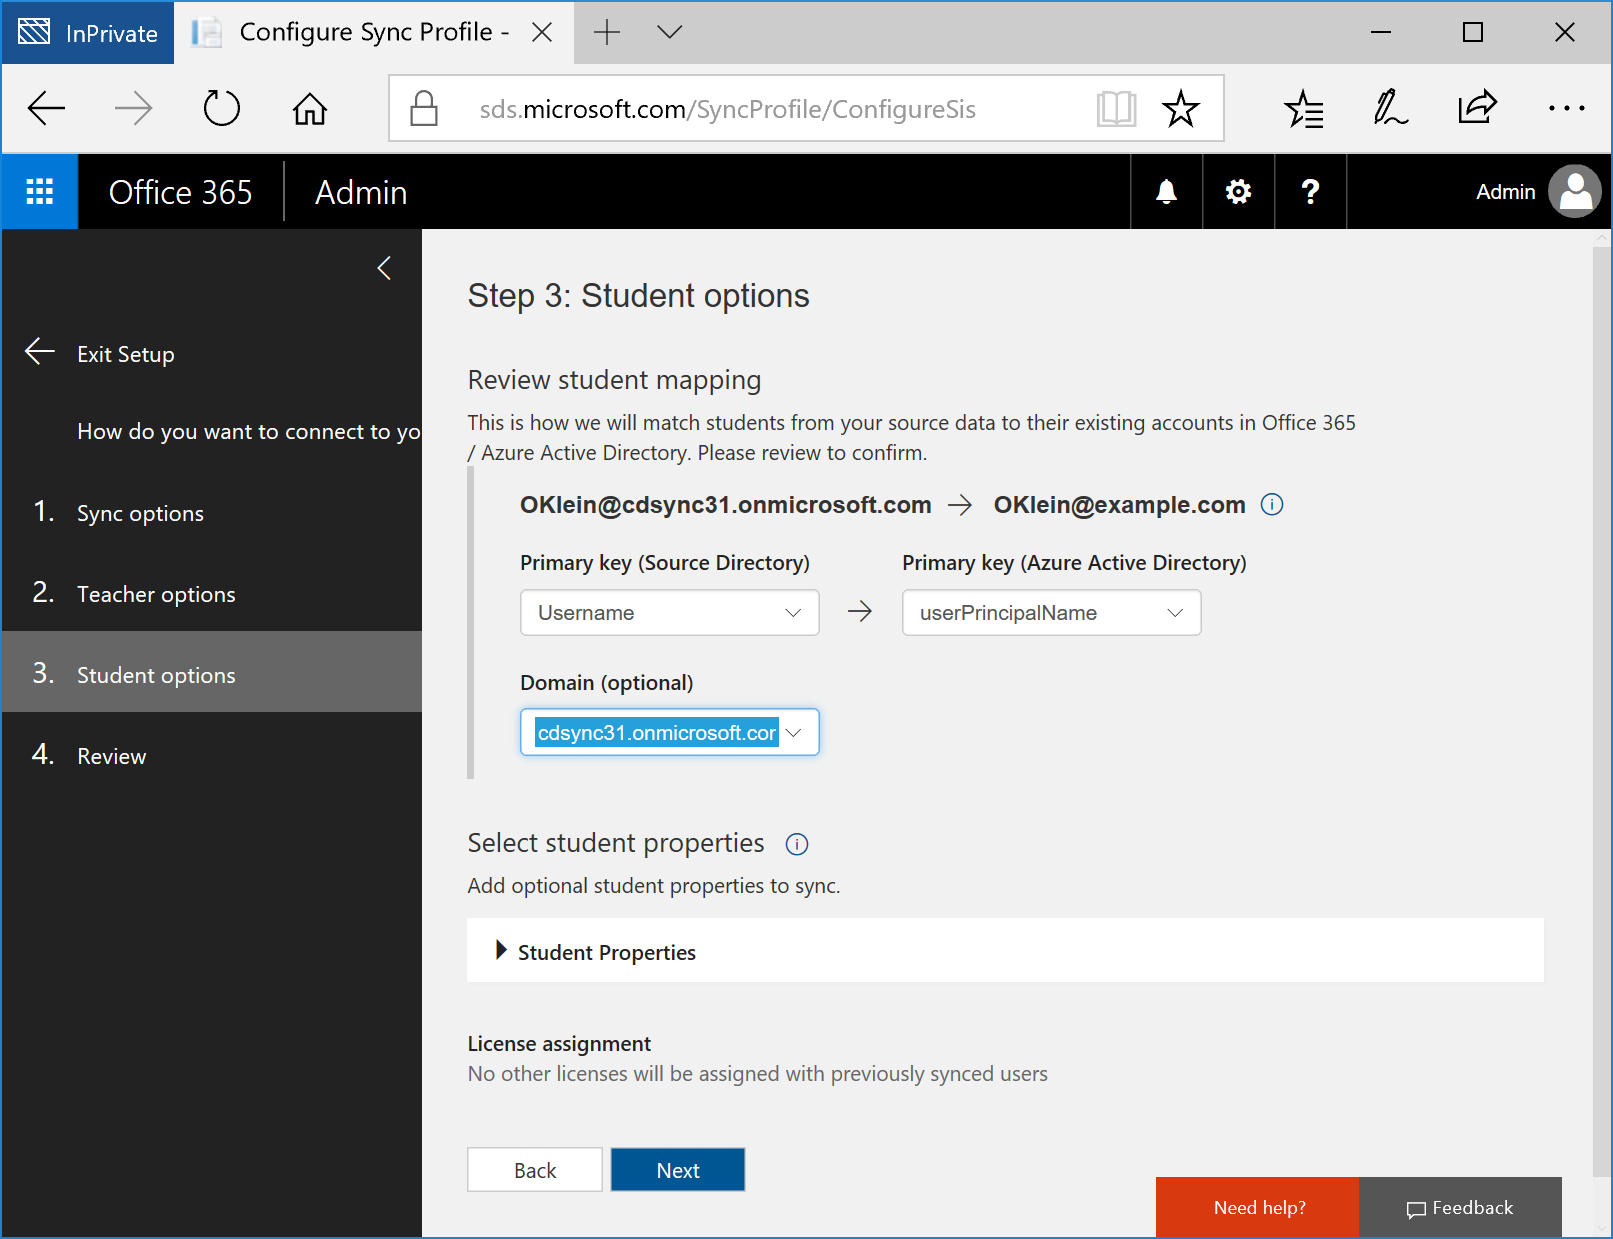 InPrivate
Configure Sync Profile -
sds.microsoft.com/SyncProfile/ConfigureSis
Office 365
Admin
?
Admin
Exit Setup
How do you want to connect to yo
1. Sync options
2. Teacher options
3. Student options
4. Review
Step 3: Student options
Review student mapping
This is how we will match students from your source data to their existing accounts in Office 365
/ Azure Active Directory. Please review to confirm.
OKlein@cdsync31.onmicrosoft.com → OKlein@example.com
Primary key (Source Directory)
Primary key (Azure Active Directory)
Username → userPrincipalName
Domain (optional)
cdsync31.onmicrosoft.cor
Select student properties
Add optional student properties to sync.
Student Properties
License assignment
No other licenses will be assigned with previously synced users
Back
Next
Need help?
Feedback